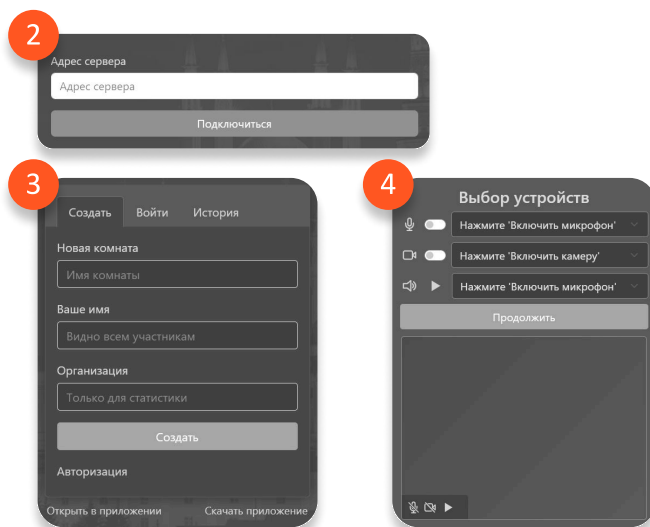 2
Адрес сервера
Адрес сервера
Подключиться
3
Создать Войти История
Новая комната
Имя комнаты
Ваше имя
Видно всем участникам
Организация
Только для статистики
Создать
Авторизация
Открыть в приложении Скачать приложение
4
Выбор устройств
Нажмите 'Включить микрофон'
Нажмите 'Включить камеру'
Нажмите 'Включить микрофон'
Продолжить